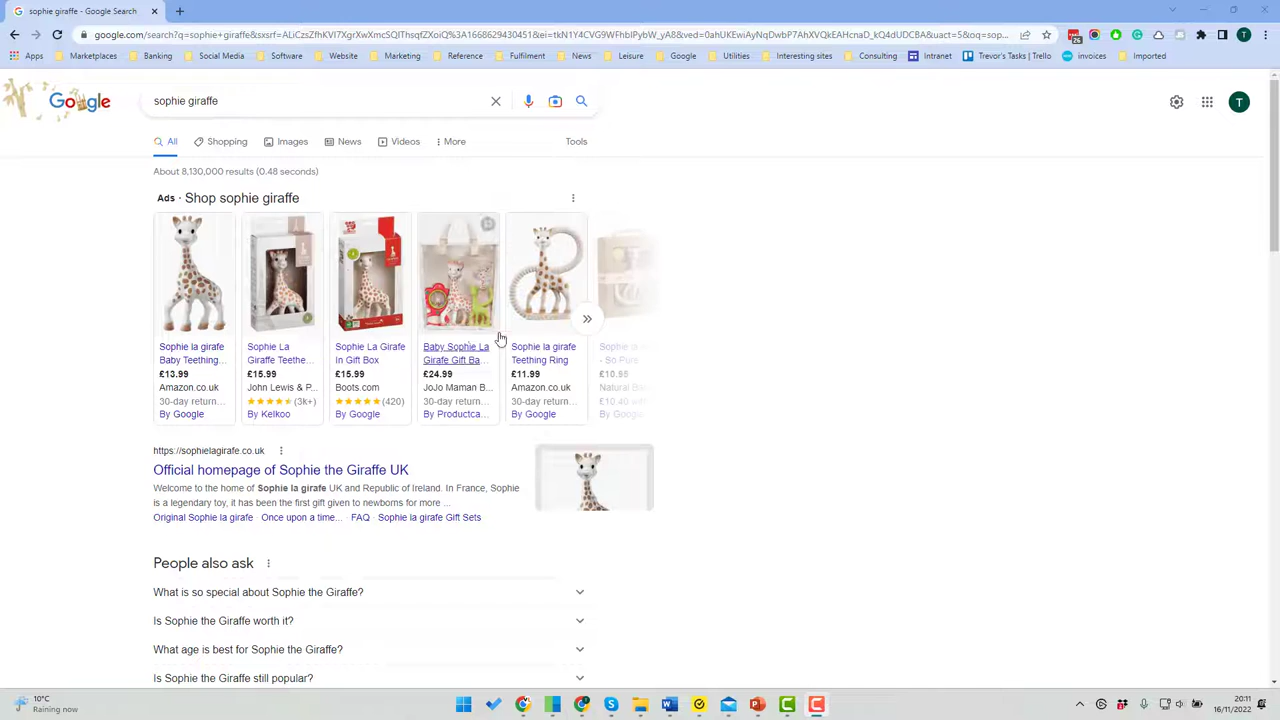 sophie giraffe - Google Search
google.com/search?q=sophie+giraffe&sxsrf=ALiCzsZfhKVI7XgrXwXmcSQIThsqfZXoiQ%3A1668629430451&ei=tkN1Y4CVG9WFhbIPybW_yA8&ved=0ahUKEwiAyNqDwbP7AhXVQkEAHcnaD_kQ4dUDCBA&uact=5&oq=sop...
Apps Marketplaces Banking Software Website Marketing Reference Fulfilment News Leisure Google Utilities Interesting sites Consulting Intranet Trevor's Tasks | Trello invoices Imported
Google
sophie giraffe
T
All Shopping Images News Videos More Tools
About 8,130,000 results (0.48 seconds)
Ads · Shop sophie giraffe
Sophie la girafe
Baby Teething...
£13.99
Amazon.co.uk
30-day return...
By Google
Sophie La
Giraffe Teethe...
£15.99
John Lewis & P...
(3k+)
By Kelkoo
Sophie La Girafe
In Gift Box
£15.99
Boots.com
(420)
By Google
Baby Sophie La
Girafe Gift Ba...
£24.99
JoJo Maman B...
30-day return...
By Productca...
Sophie la girafe
Teething Ring
£11.99
Amazon.co.uk
30-day return...
By Google
- So Pure
Natural Ba
By Google
https://sophielagirafe.co.uk
Official homepage of Sophie the Giraffe UK
Welcome to the home of Sophie la girafe UK and Republic of Ireland. In France, Sophie
is a legendary toy, it has been the first gift given to newborns for more ...
Original Sophie la girafe · Once upon a time... · FAQ · Sophie la girafe Gift Sets
People also ask
What is so special about Sophie the Giraffe?
Is Sophie the Giraffe worth it?
What age is best for Sophie the Giraffe?
Is Sophie the Giraffe still popular?
10°C
Raining now
20:11
16/11/2022